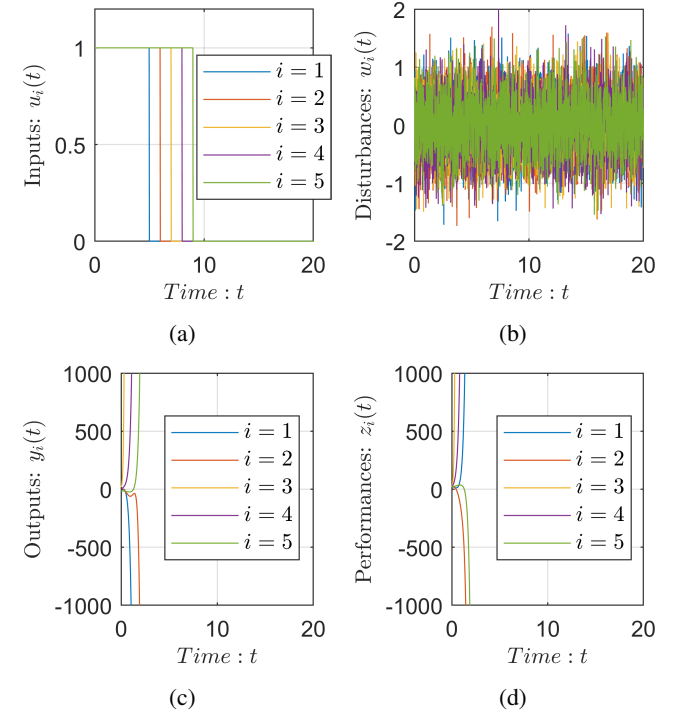 Inputs: u_i(t)
1
0.5
0
i = 1
i = 2
i = 3
i = 4
i = 5
0 10 20
Time : t
(a)
Disturbances: w_i(t)
2
1
0
-1
-2
0 10 20
Time : t
(b)
Outputs: y_i(t)
1000
500
0
-500
-1000
i = 1
i = 2
i = 3
i = 4
i = 5
0 10 20
Time : t
(c)
Performances: z_i(t)
1000
500
0
-500
-1000
i = 1
i = 2
i = 3
i = 4
i = 5
0 10 20
Time : t
(d)